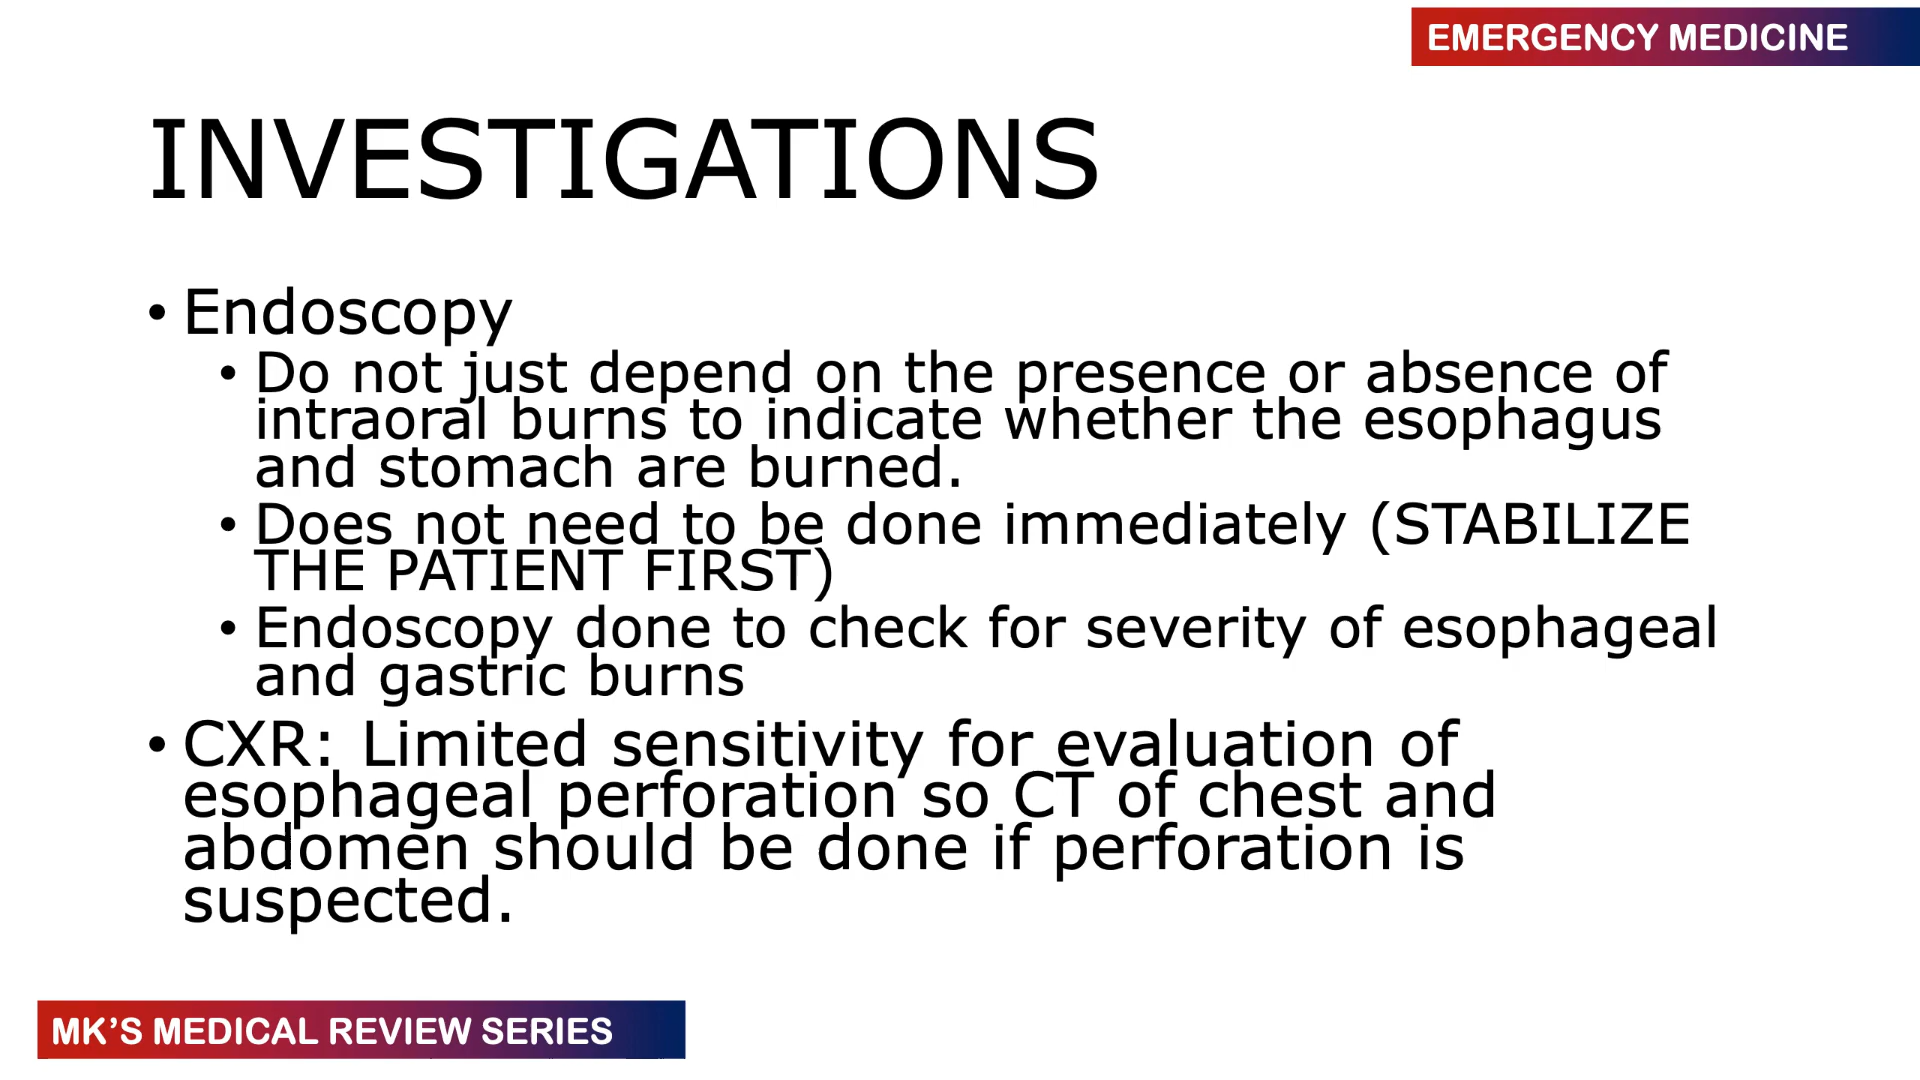 EMERGENCY MEDICINE
INVESTIGATIONS
• Endoscopy
• Do not just depend on the presence or absence of
intraoral burns to indicate whether the esophagus
and stomach are burned.
• Does not need to be done immediately (STABILIZE
THE PATIENT FIRST)
• Endoscopy done to check for severity of esophageal
and gastric burns
• CXR: Limited sensitivity for evaluation of
esophageal perforation so CT of chest and
abdomen should be done if perforation is
suspected.
MK’S MEDICAL REVIEW SERIES